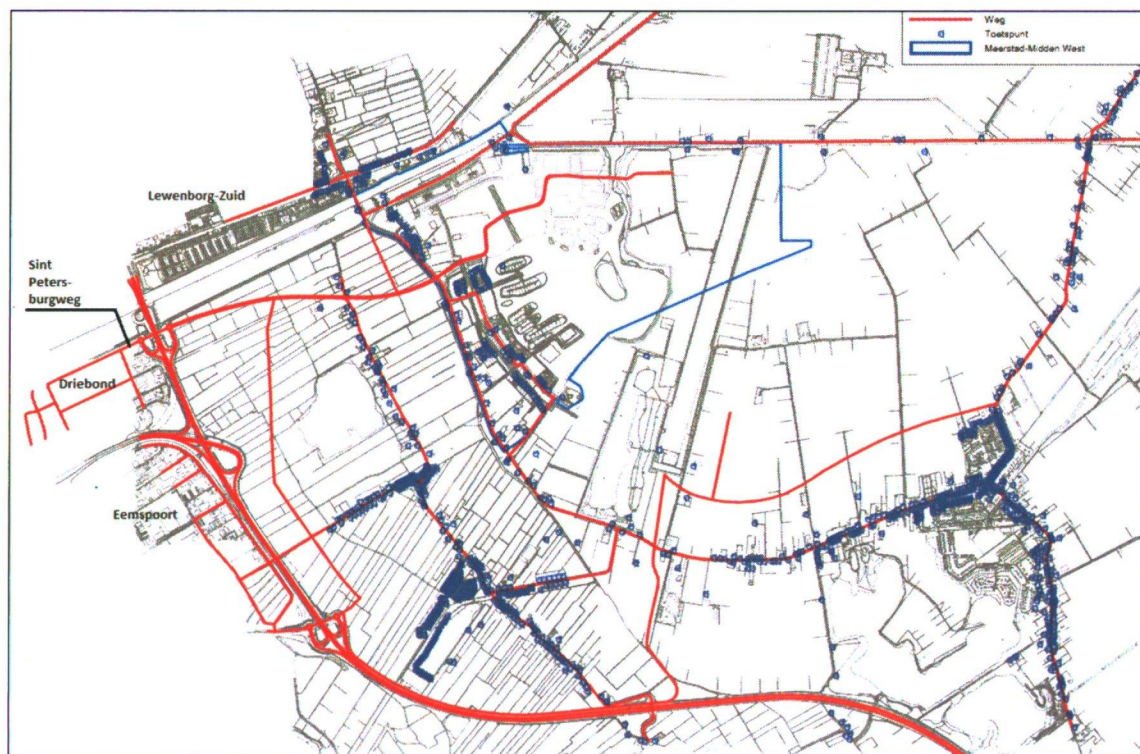 Weg
Toetspunt
Meerstad-Midden West
Lewenborg-Zuid
Sint
Peters-
burgweg
Driebond
Eemspoort